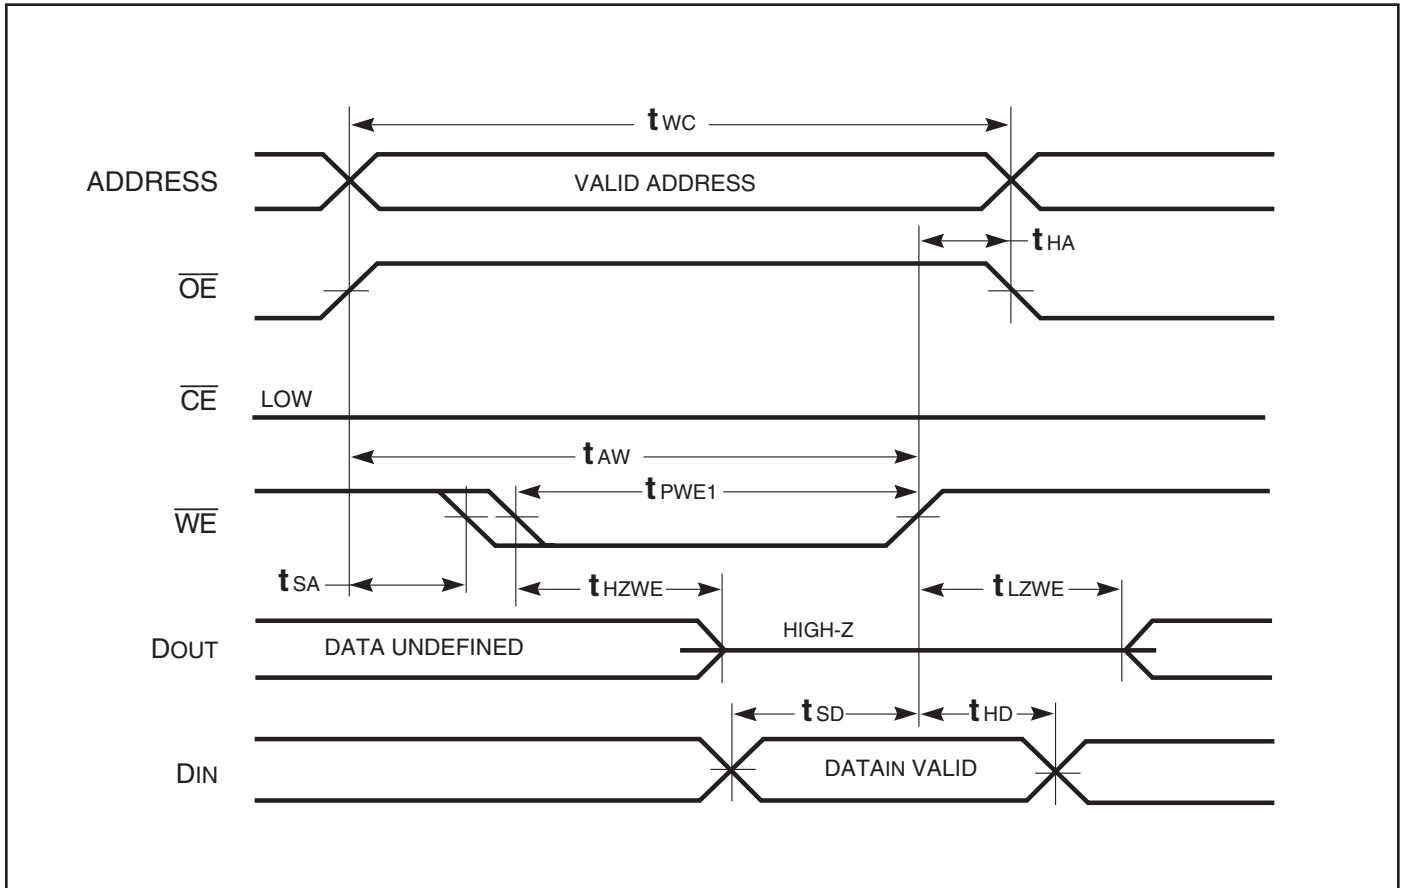 tWC
ADDRESS
VALID ADDRESS
tHA
OE
CE
LOW
tAW
tPWE1
WE
tSA
tHZWE
tLZWE
DOUT
DATA UNDEFINED
HIGH-Z
tSD
tHD
DIN
DATAIN VALID